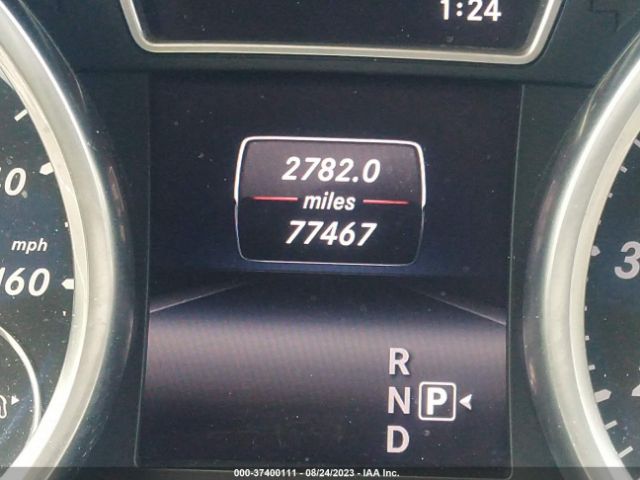 1:24
2782.0
miles
77467
mph
160
R
N P
D
000-37400111 - 08/24/2023 - IAA Inc.